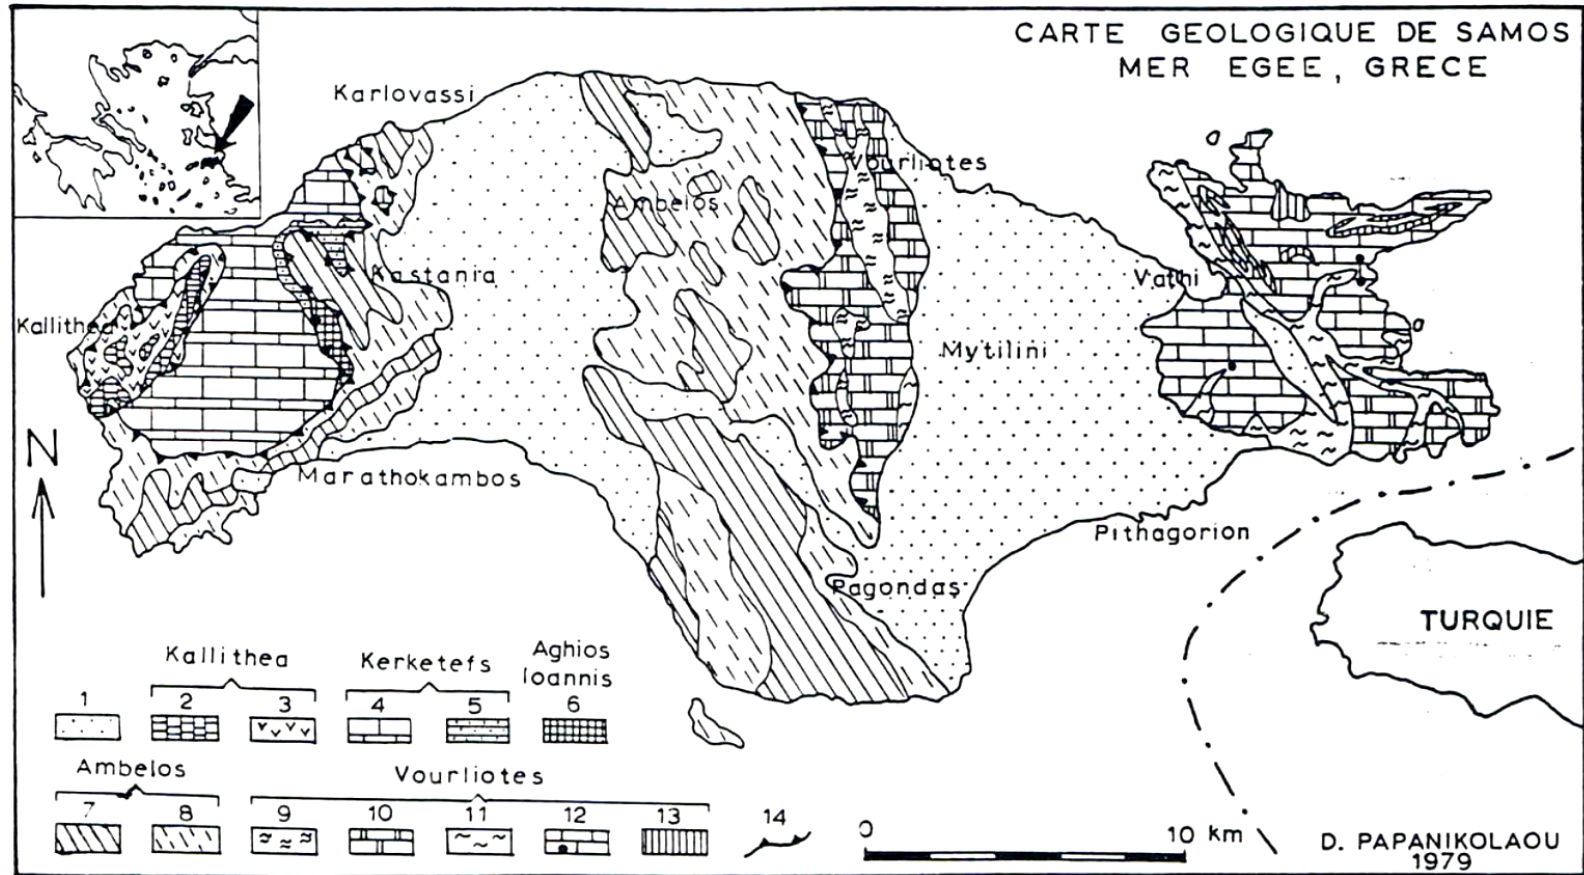 CARTE GEOLOGIQUE DE SAMOS
MER EGEE, GRECE
Karlovassi
Vourliotes
Ambelos
Kastania
Vathi
Kallithea
Mytilini
N
Marathokambos
Pithagorion
Pagondas
TURQUIE
Kallithea
Kerketefs
Aghios
Ioannis
1 2 3 4 5 6
Ambelos
Vourliotes
7 8 9 10 11 12 13 14
0 10 km
D. PAPANIKOLAOU
1979